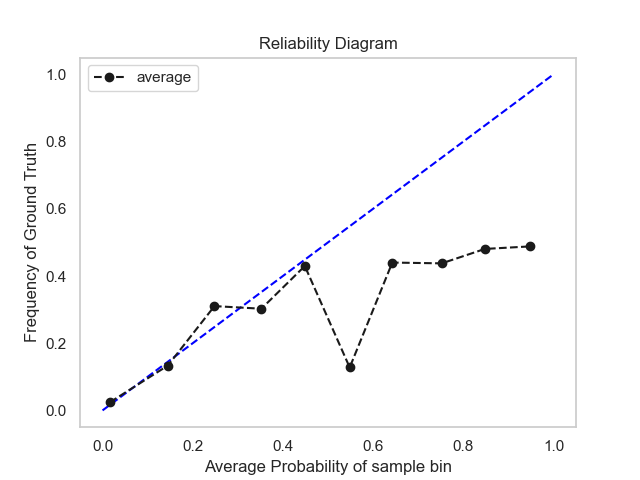 Reliability Diagram
average
Frequency of Ground Truth
1.0
0.8
0.6
0.4
0.2
0.0
0.0 0.2 0.4 0.6 0.8 1.0
Average Probability of sample bin